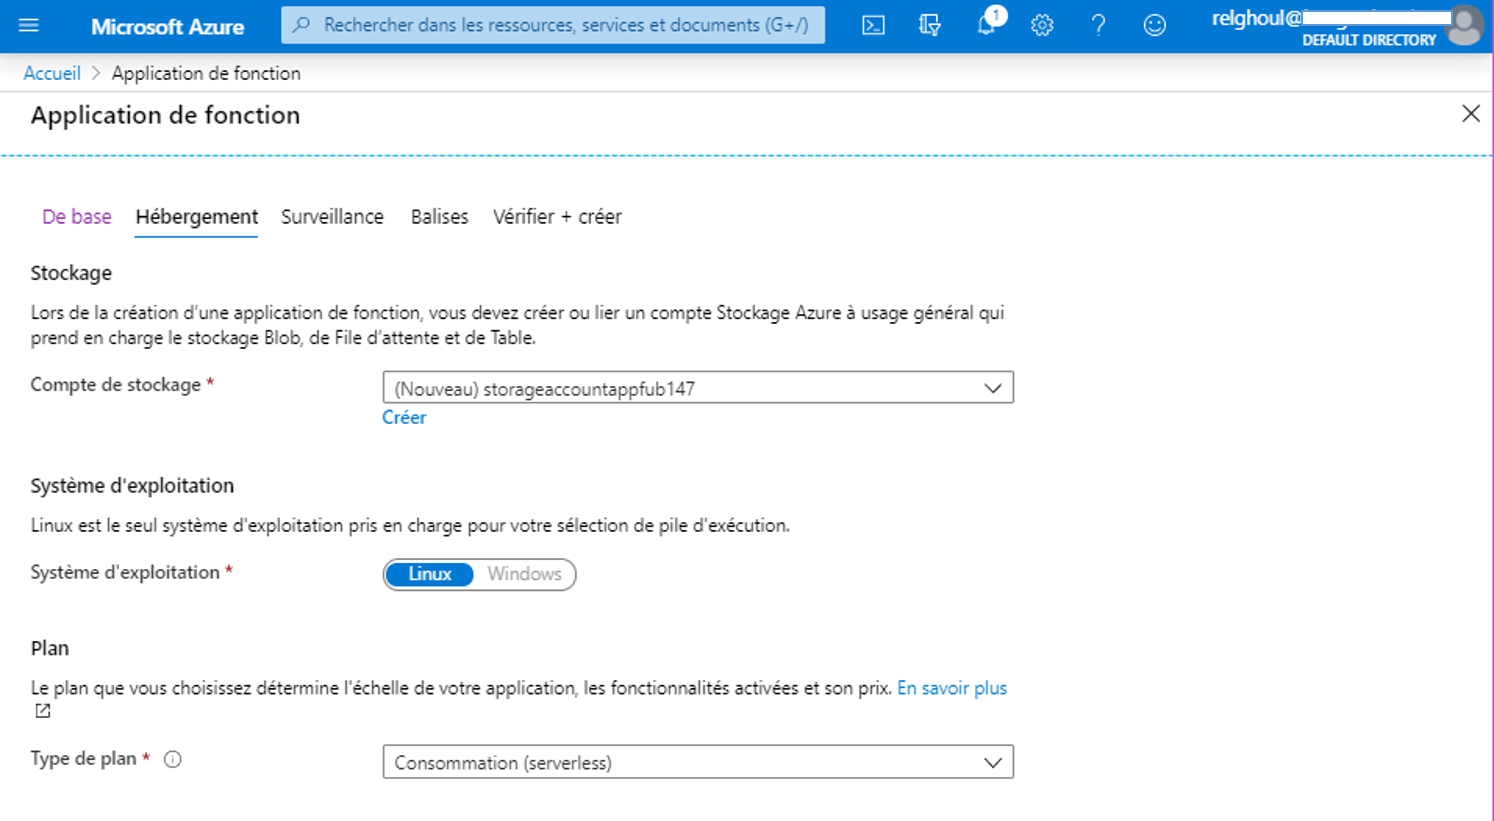 Microsoft Azure
Rechercher dans les ressources, services et documents (G+/)
1
relghoul@
DEFAULT DIRECTORY
Accueil > Application de fonction
Application de fonction
De base Hébergement Surveillance Balises Vérifier + créer
Stockage
Lors de la création d'une application de fonction, vous devez créer ou lier un compte Stockage Azure à usage général qui
prend en charge le stockage Blob, de File d'attente et de Table.
Compte de stockage * (Nouveau) storageaccountappfub147
Créer
Système d'exploitation
Linux est le seul système d'exploitation pris en charge pour votre sélection de pile d'exécution.
Système d'exploitation * Linux Windows
Plan
Le plan que vous choisissez détermine l'échelle de votre application, les fonctionnalités activées et son prix. En savoir plus
Type de plan * Consommation (serverless)